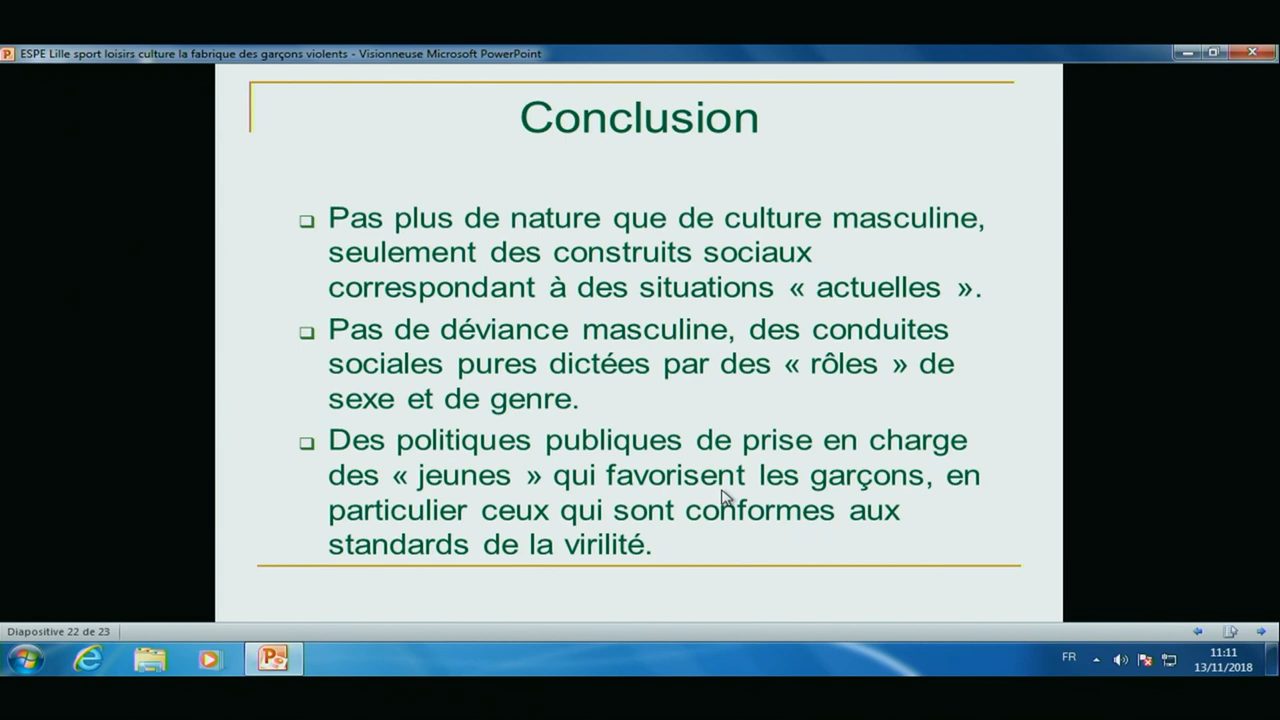 ESPE Lille sport loisirs culture la fabrique des garçons violents - Visionneuse Microsoft PowerPoint
Conclusion
Pas plus de nature que de culture masculine,
seulement des construits sociaux
correspondant à des situations « actuelles ».
Pas de déviance masculine, des conduites
sociales pures dictées par des « rôles » de
sexe et de genre.
Des politiques publiques de prise en charge
des « jeunes » qui favorisent les garçons, en
particulier ceux qui sont conformes aux
standards de la virilité.
Diapositive 22 de 23
FR
11:11
13/11/2018